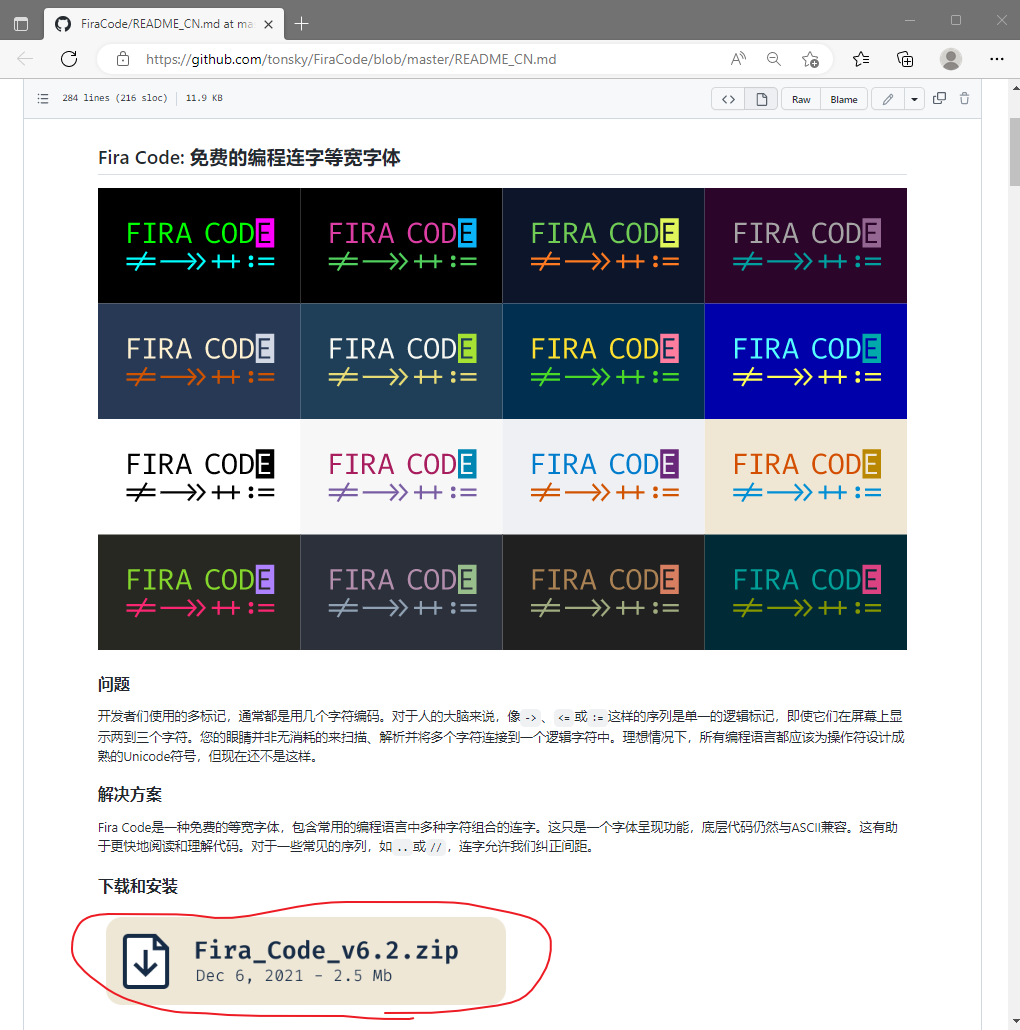 FiraCode/README_CN.md at ma
https://github.com/tonsky/FiraCode/blob/master/README_CN.md
284 lines (216 sloc) 11.9 KB
Raw Blame
Fira Code: 免费的编程连字等宽字体
FIRA CODE FIRA CODE FIRA CODE FIRA CODE
≠ ->> ++ := ≠ ->> ++ := ≠ ->> ++ := ≠ ->> ++ :=
FIRA CODE FIRA CODE FIRA CODE FIRA CODE
≠ ->> ++ := ≠ ->> ++ := ≠ ->> ++ := ≠ ->> ++ :=
FIRA CODE FIRA CODE FIRA CODE FIRA CODE
≠ ->> ++ := ≠ ->> ++ := ≠ ->> ++ := ≠ ->> ++ :=
FIRA CODE FIRA CODE FIRA CODE FIRA CODE
≠ ->> ++ := ≠ ->> ++ := ≠ ->> ++ := ≠ ->> ++ :=
问题
开发者们使用的多标记，通常都是用几个字符编码。对于人的大脑来说，像 -> 、 <= 或 := 这样的序列是单一的逻辑标记，即使它们在屏幕上显
示两到三个字符。您的眼睛并非无消耗的来扫描、解析并将多个字符连接到一个逻辑字符中。理想情况下，所有编程语言都应该为操作符设计成
熟的Unicode符号，但现在还不是这样。
解决方案
Fira Code是一种免费的等宽字体，包含常用的编程语言中多种字符组合的连字。这只是一个字体呈现功能，底层代码仍然与ASCII兼容。这有助
于更快地阅读和理解代码。对于一些常见的序列，如 .. 或 // ，连字允许我们纠正间距。
下载和安装
Fira_Code_v6.2.zip
Dec 6, 2021 - 2.5 Mb